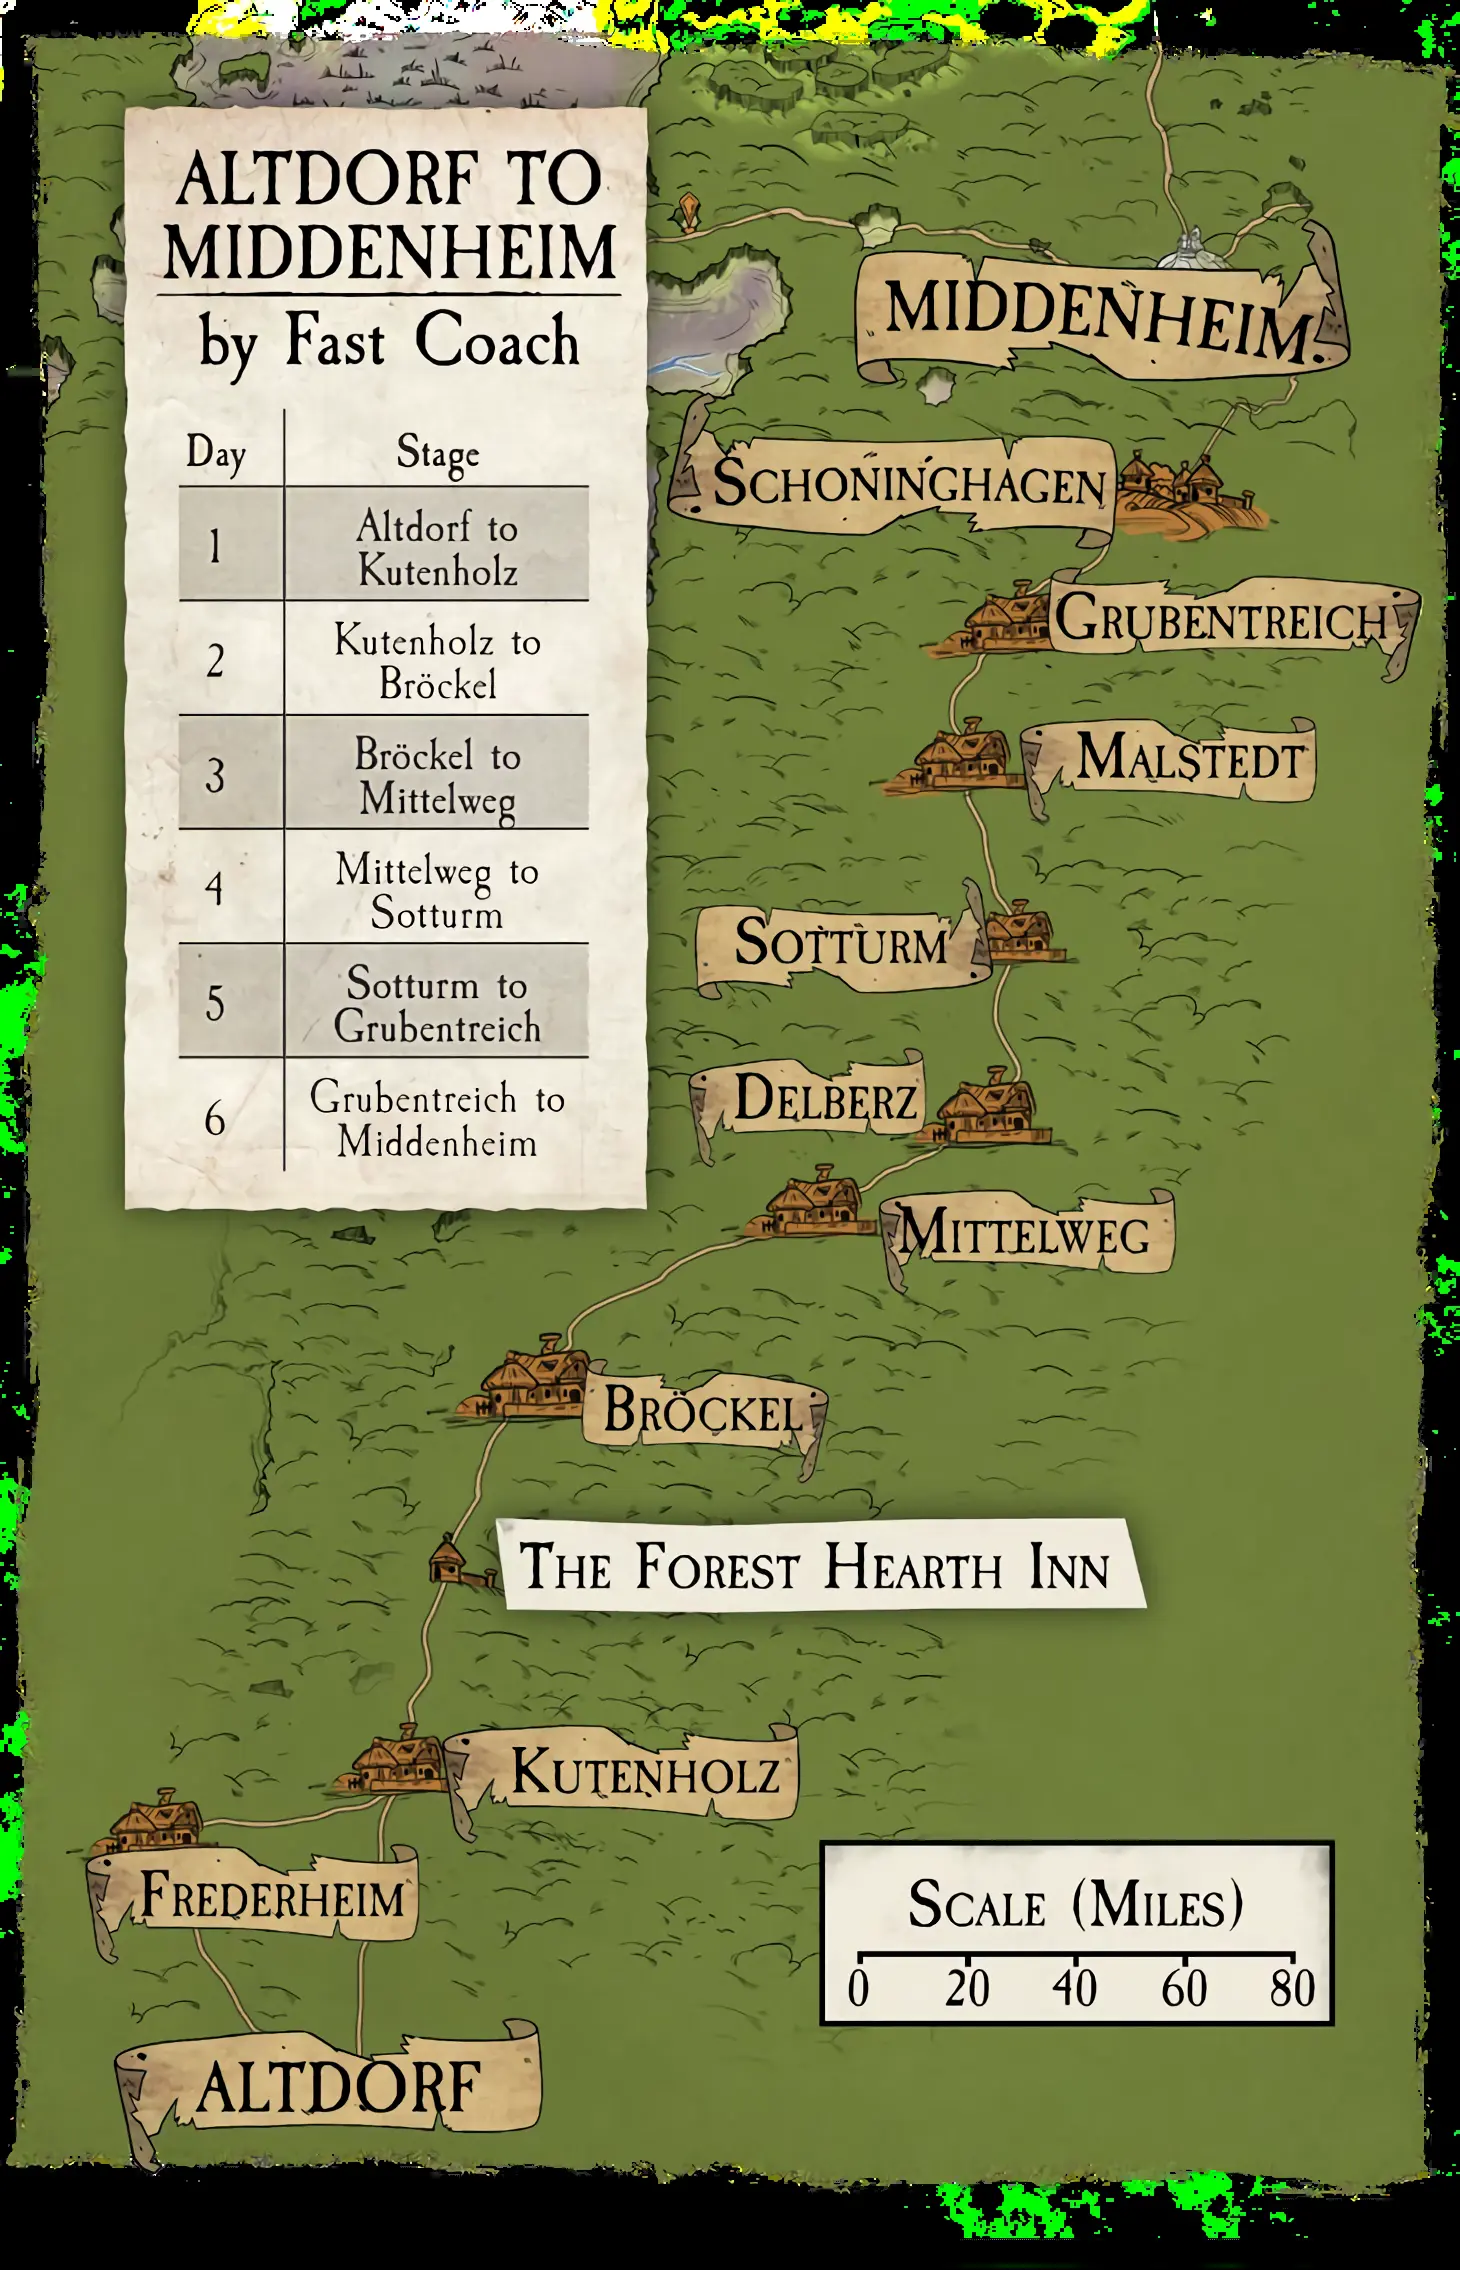 ALTDORF TO
MIDDENHEIM
by Fast Coach
Day Stage
1 Altdorf to
Kutenholz
2 Kutenholz to
Bröckel
3 Bröckel to
Mittelweg
4 Mittelweg to
Sotturm
5 Sotturm to
Grubentreich
6 Grubentreich to
Middenheim
MIDDENHEIM
SCHONINGHAGEN
GRUBENTREICH
MALSTEDT
SOTTURM
DELBERZ
MITTELWEG
BRÖCKEL
THE FOREST HEARTH INN
KUTENHOLZ
FREDERHEIM
ALTDORF
SCALE (MILES)
0 20 40 60 80